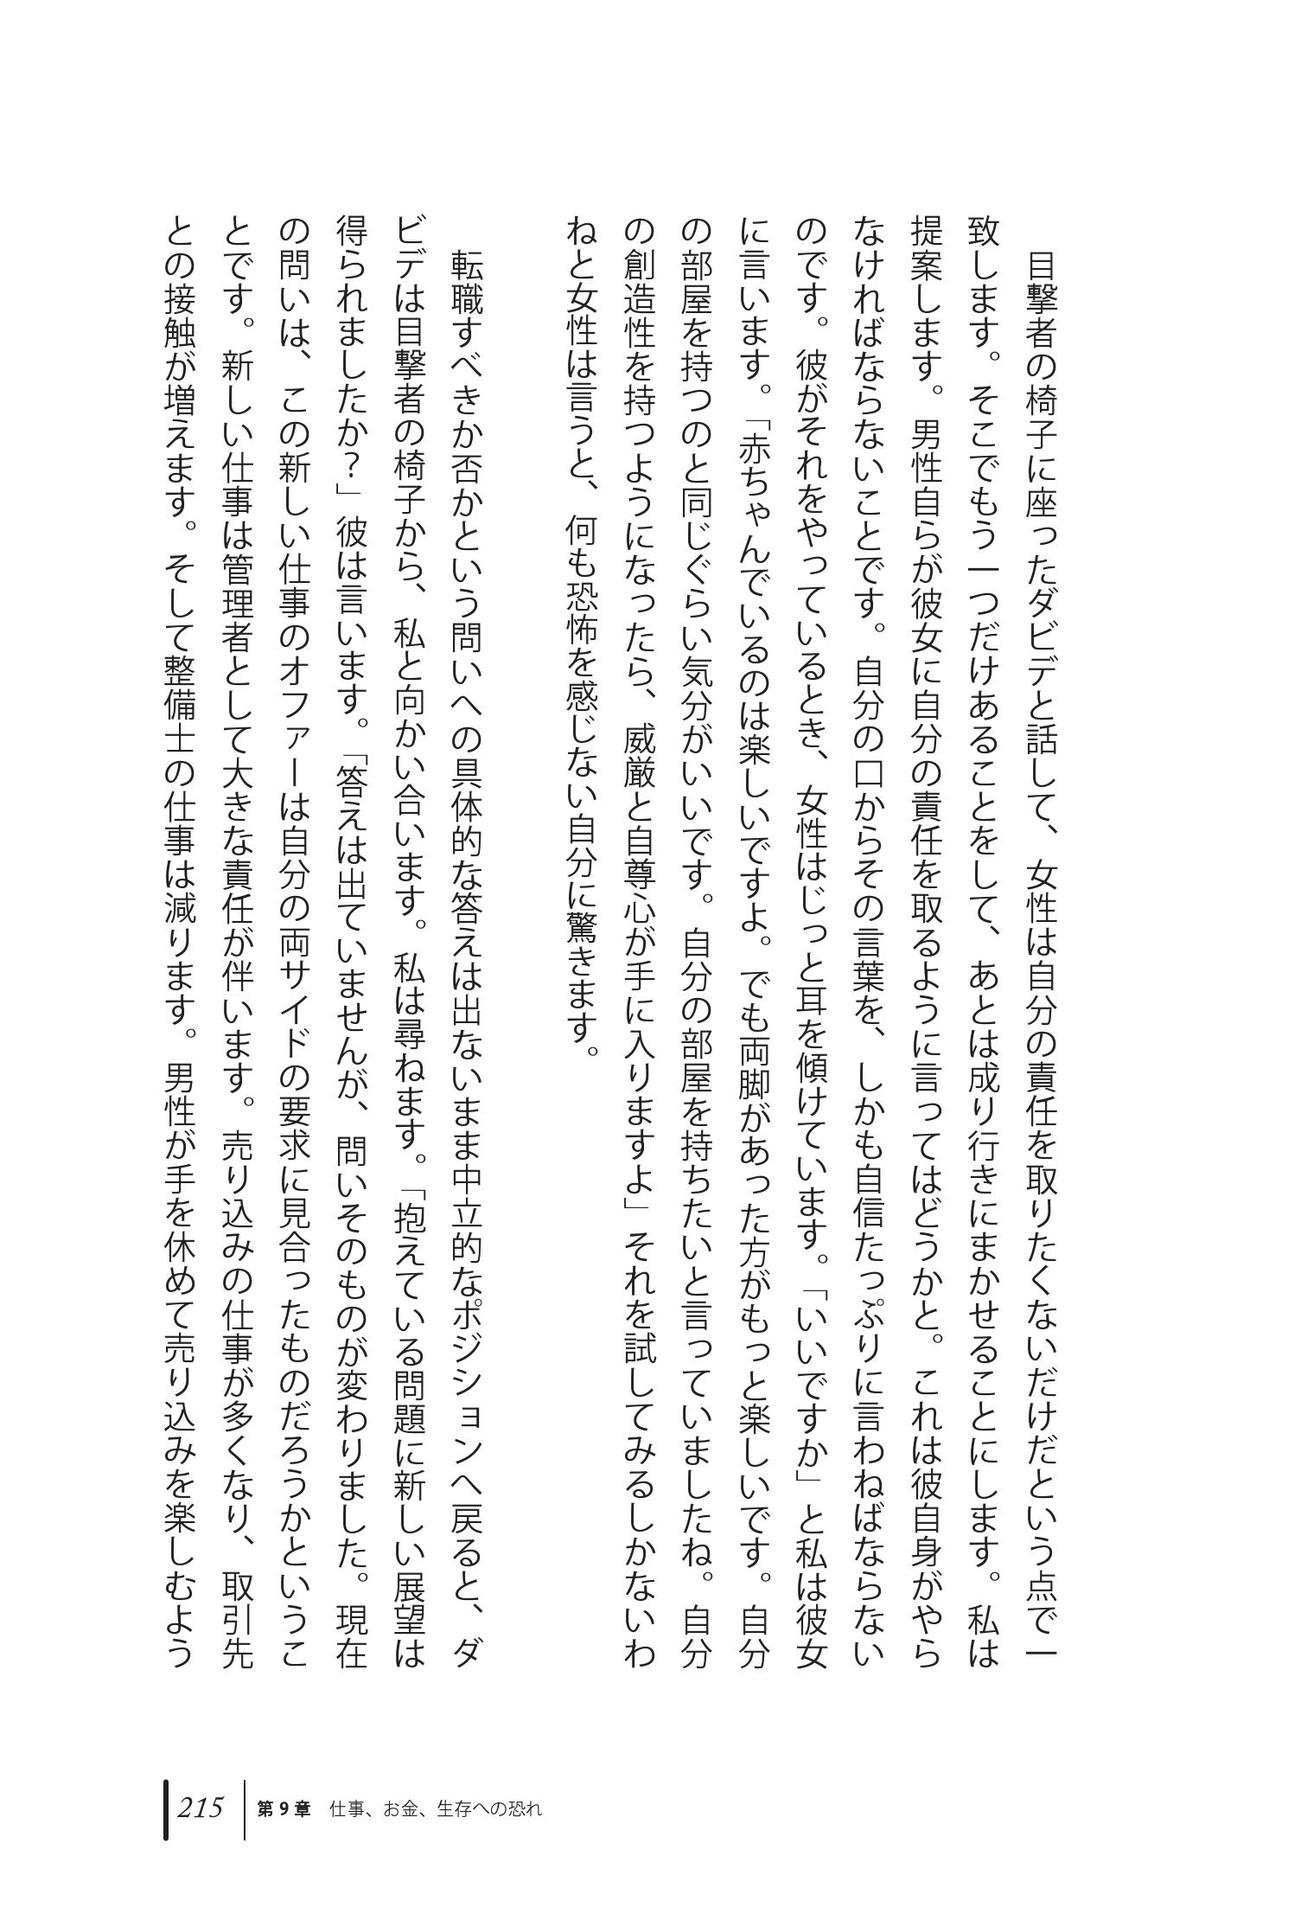 目撃者の椅子に座ったダビデと話して、女性は自分の責任を取りたくないだけだという点で一
致します。そこでもう一つだけあることをして、あとは成り行きにまかせることにします。私は
提案します。男性自らが彼女に自分の責任を取るように言ってはどうかと。これは彼自身がやら
なければならないことです。自分の口からその言葉を、しかも自信たっぷりに言わねばならない
のです。彼がそれをやっているとき、女性はじっと耳を傾けています。「いいですか」と私は彼女
に言います。「赤ちゃんでいるのは楽しいですよ。でも両脚があった方がもっと楽しいです。自分
の部屋を持つのと同じぐらい気分がいいです。自分の部屋を持ちたいと言っていましたね。自分
の創造性を持つようになったら、威厳と自尊心が手に入りますよ」それを試してみるしかないわ
ねと女性は言うと、何も恐怖を感じない自分に驚きます。
転職すべきか否かという問いへの具体的な答えは出ないまま中立的なポジションへ戻ると、ダ
ビデは目撃者の椅子から、私と向かい合います。私は尋ねます。「抱えている問題に新しい展望は
得られましたか？」彼は言います。「答えは出ていませんが、問いそのものが変わりました。現在
の問いは、この新しい仕事のオファーは自分の両サイドの要求に見合ったものだろうかというこ
とです。新しい仕事は管理者として大きな責任が伴います。売り込みの仕事が多くなり、取引先
との接触が増えます。そして整備士の仕事は減ります。男性が手を休めて売り込みを楽しむよう
215 第9章 仕事、お金、生存への恐れ